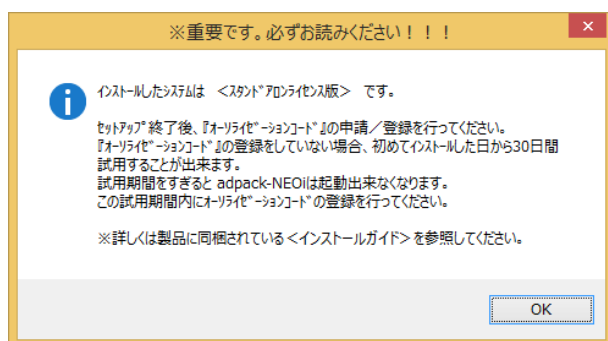 ※重要です。必ずお読みください！！！
ｲﾝｽﾄｰﾙしたｼｽﾃﾑは　＜ｽﾀﾝﾄﾞｱﾛﾝﾗｲｾﾝｽ版＞　です。
ｾｯﾄｱｯﾌﾟ終了後、『ｵｰｿﾗｲｾﾞｰｼｮﾝｺｰﾄﾞ』の申請／登録を行ってください。
『ｵｰｿﾗｲｾﾞｰｼｮﾝｺｰﾄﾞ』の登録をしていない場合、初めてｲﾝｽﾄｰﾙした日から30日間
試用することが出来ます。
試用期間をすぎると adpack-NEOiは起動出来なくなります。
この試用期間内にｵｰｿﾗｲｾﾞｰｼｮﾝｺｰﾄﾞの登録を行ってください。
※詳しくは製品に同梱されている＜インストールガイド＞を参照してください。
OK